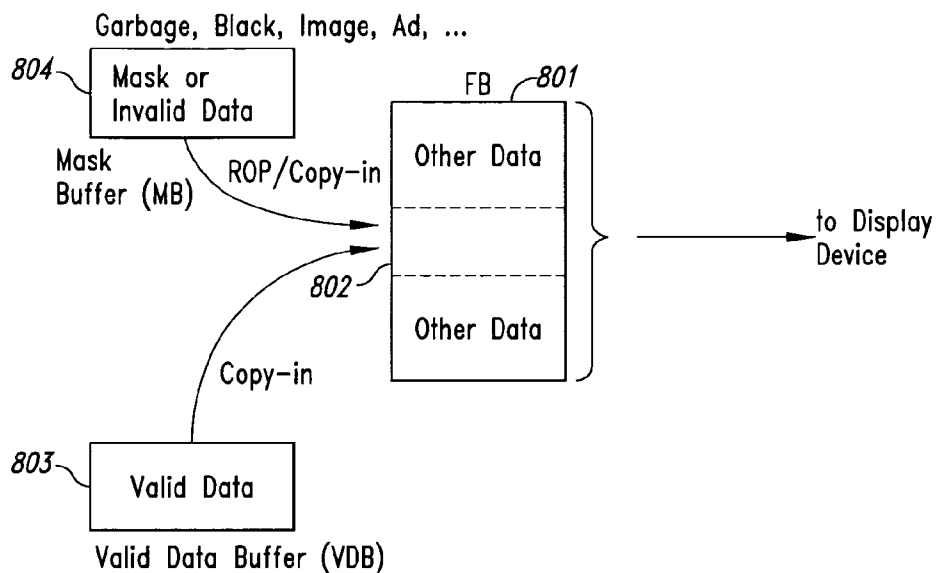 Garbage, Black, Image, Ad, ...
804
Mask or
Invalid Data
Mask
Buffer (MB)
ROP/Copy-in
FB
801
Other Data
802
Other Data
to Display
Device
Copy-in
803
Valid Data
Valid Data Buffer (VDB)